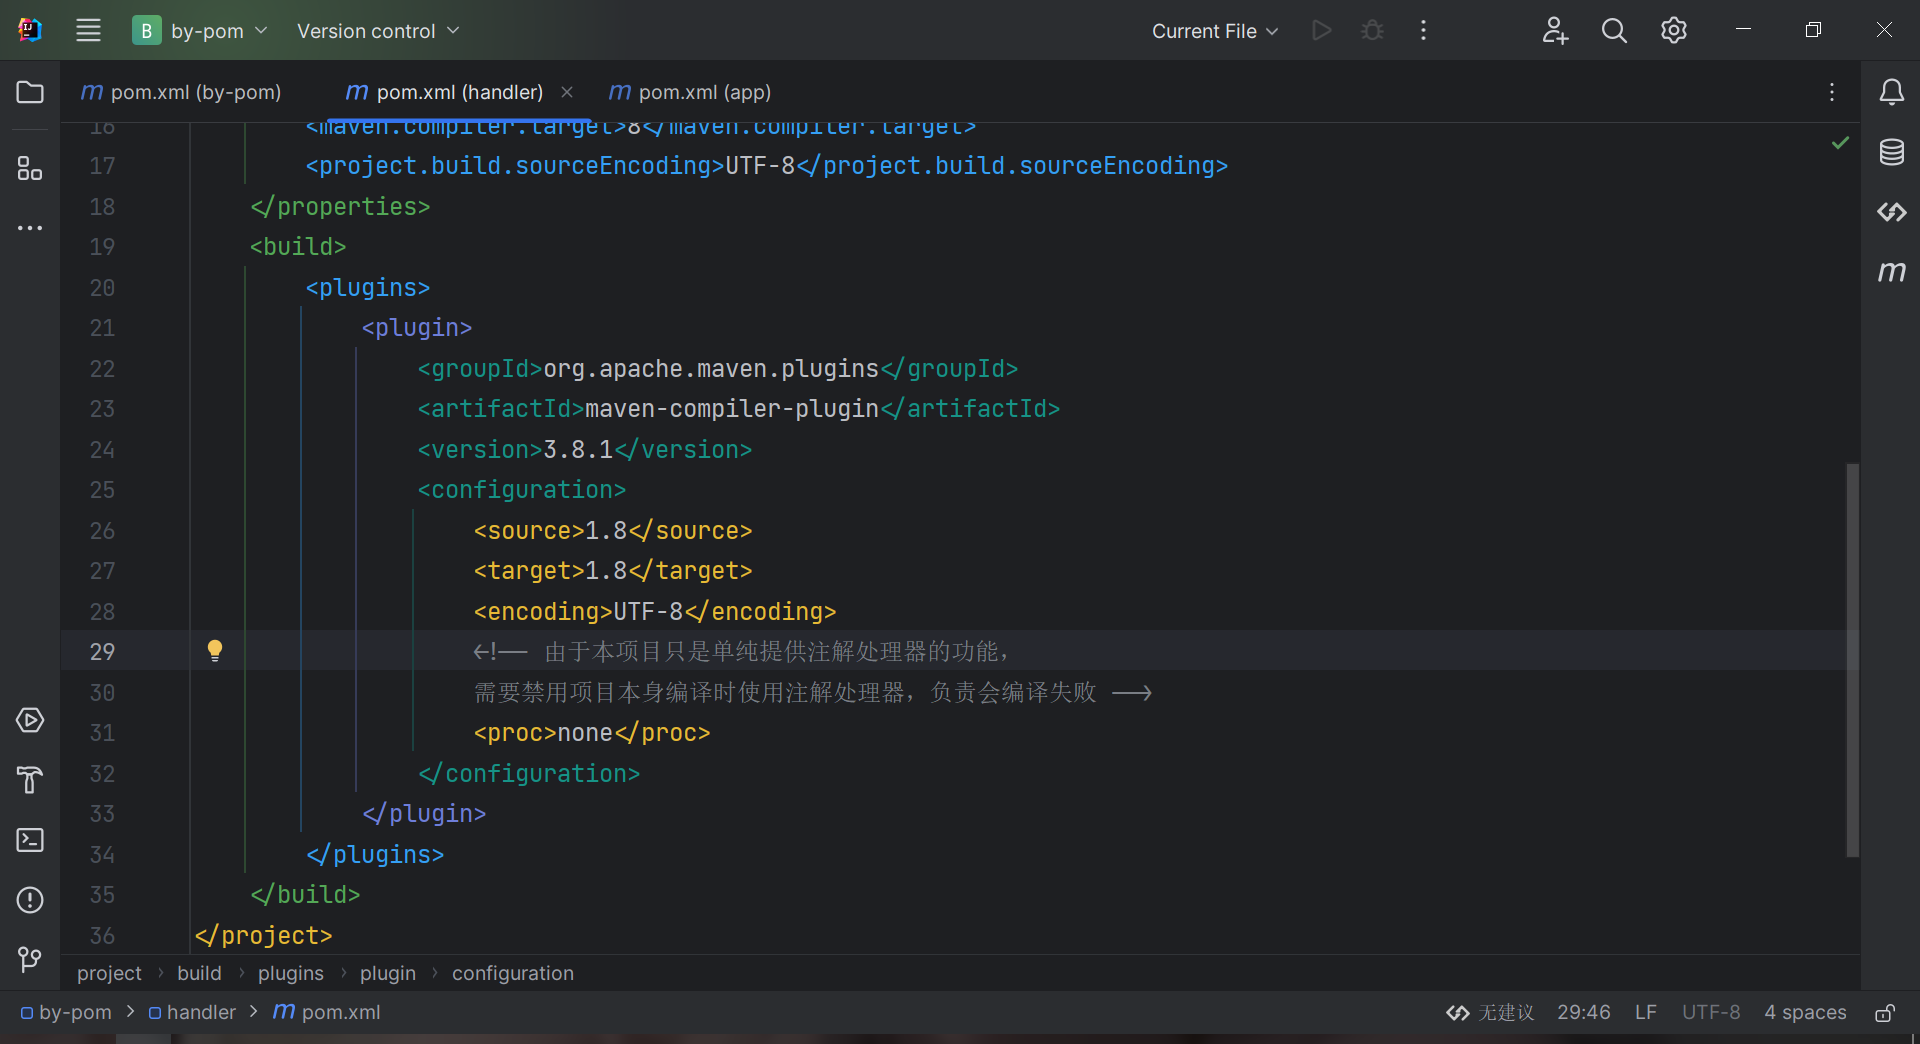 B by-pom Version control Current File
pom.xml (by-pom) pom.xml (handler) pom.xml (app)
16 <maven.compiler.target>8</maven.compiler.target>
17 <project.build.sourceEncoding>UTF-8</project.build.sourceEncoding>
18 </properties>
19 <build>
20 <plugins>
21 <plugin>
22 <groupId>org.apache.maven.plugins</groupId>
23 <artifactId>maven-compiler-plugin</artifactId>
24 <version>3.8.1</version>
25 <configuration>
26 <source>1.8</source>
27 <target>1.8</target>
28 <encoding>UTF-8</encoding>
29 <!-- 由于本项目只是单纯提供注解处理器的功能,
30 需要禁用项目本身编译时使用注解处理器，负责会编译失败 -->
31 <proc>none</proc>
32 </configuration>
33 </plugin>
34 </plugins>
35 </build>
36 </project>
project › build › plugins › plugin › configuration
by-pom > handler > m pom.xml 无建议 29:46 LF UTF-8 4 spaces